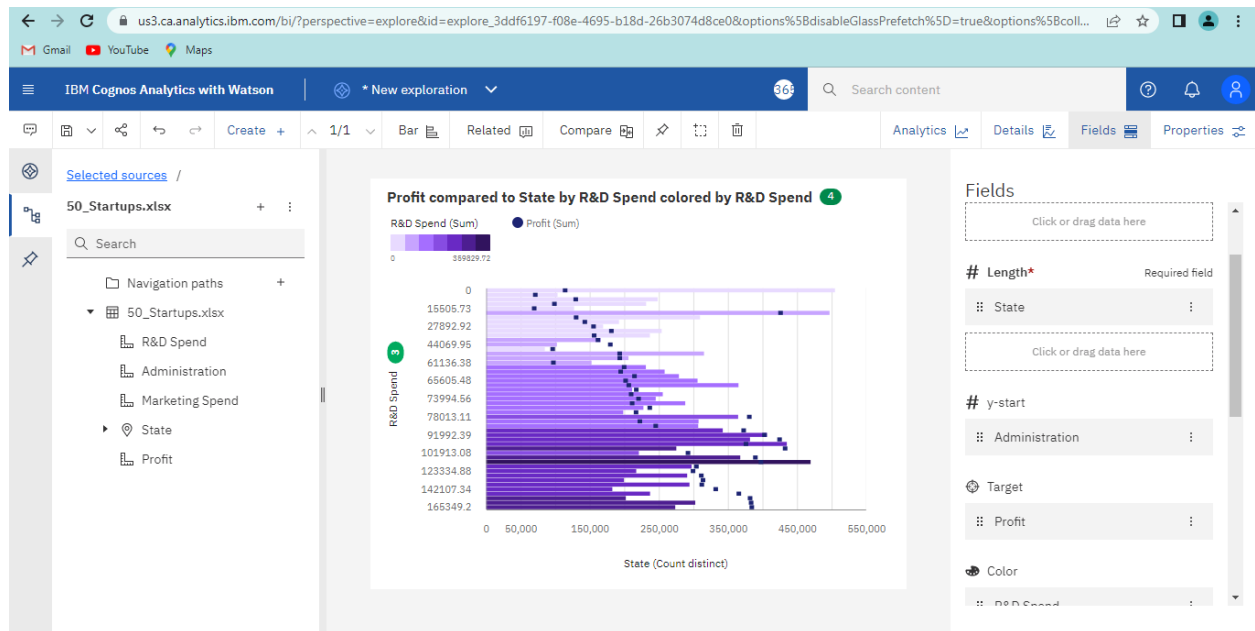 us3.ca.analytics.ibm.com/bi/?perspective=explore&id=explore_3ddf6197-f08e-4695-b18d-26b3074d8ce0&options%5BdisableGlassPrefetch%5D=true&options%5Bcoll...
Gmail YouTube Maps
IBM Cognos Analytics with Watson * New exploration 365 Search content
Create + 1/1 Bar Related Compare Analytics Details Fields Properties
Selected sources /
50_Startups.xlsx
Search
Navigation paths
50_Startups.xlsx
R&D Spend
Administration
Marketing Spend
State
Profit
Profit compared to State by R&D Spend colored by R&D Spend 4
R&D Spend (Sum) Profit (Sum)
0 369829.72
3
R&D Spend
0
15505.73
27892.92
44069.95
61136.38
65605.48
73994.56
78013.11
91992.39
101913.08
123334.88
142107.34
165349.2
0 50,000 150,000 250,000 350,000 450,000 550,000
State (Count distinct)
Fields
Click or drag data here
# Length* Required field
State
Click or drag data here
# y-start
Administration
Target
Profit
Color
R&D Spend